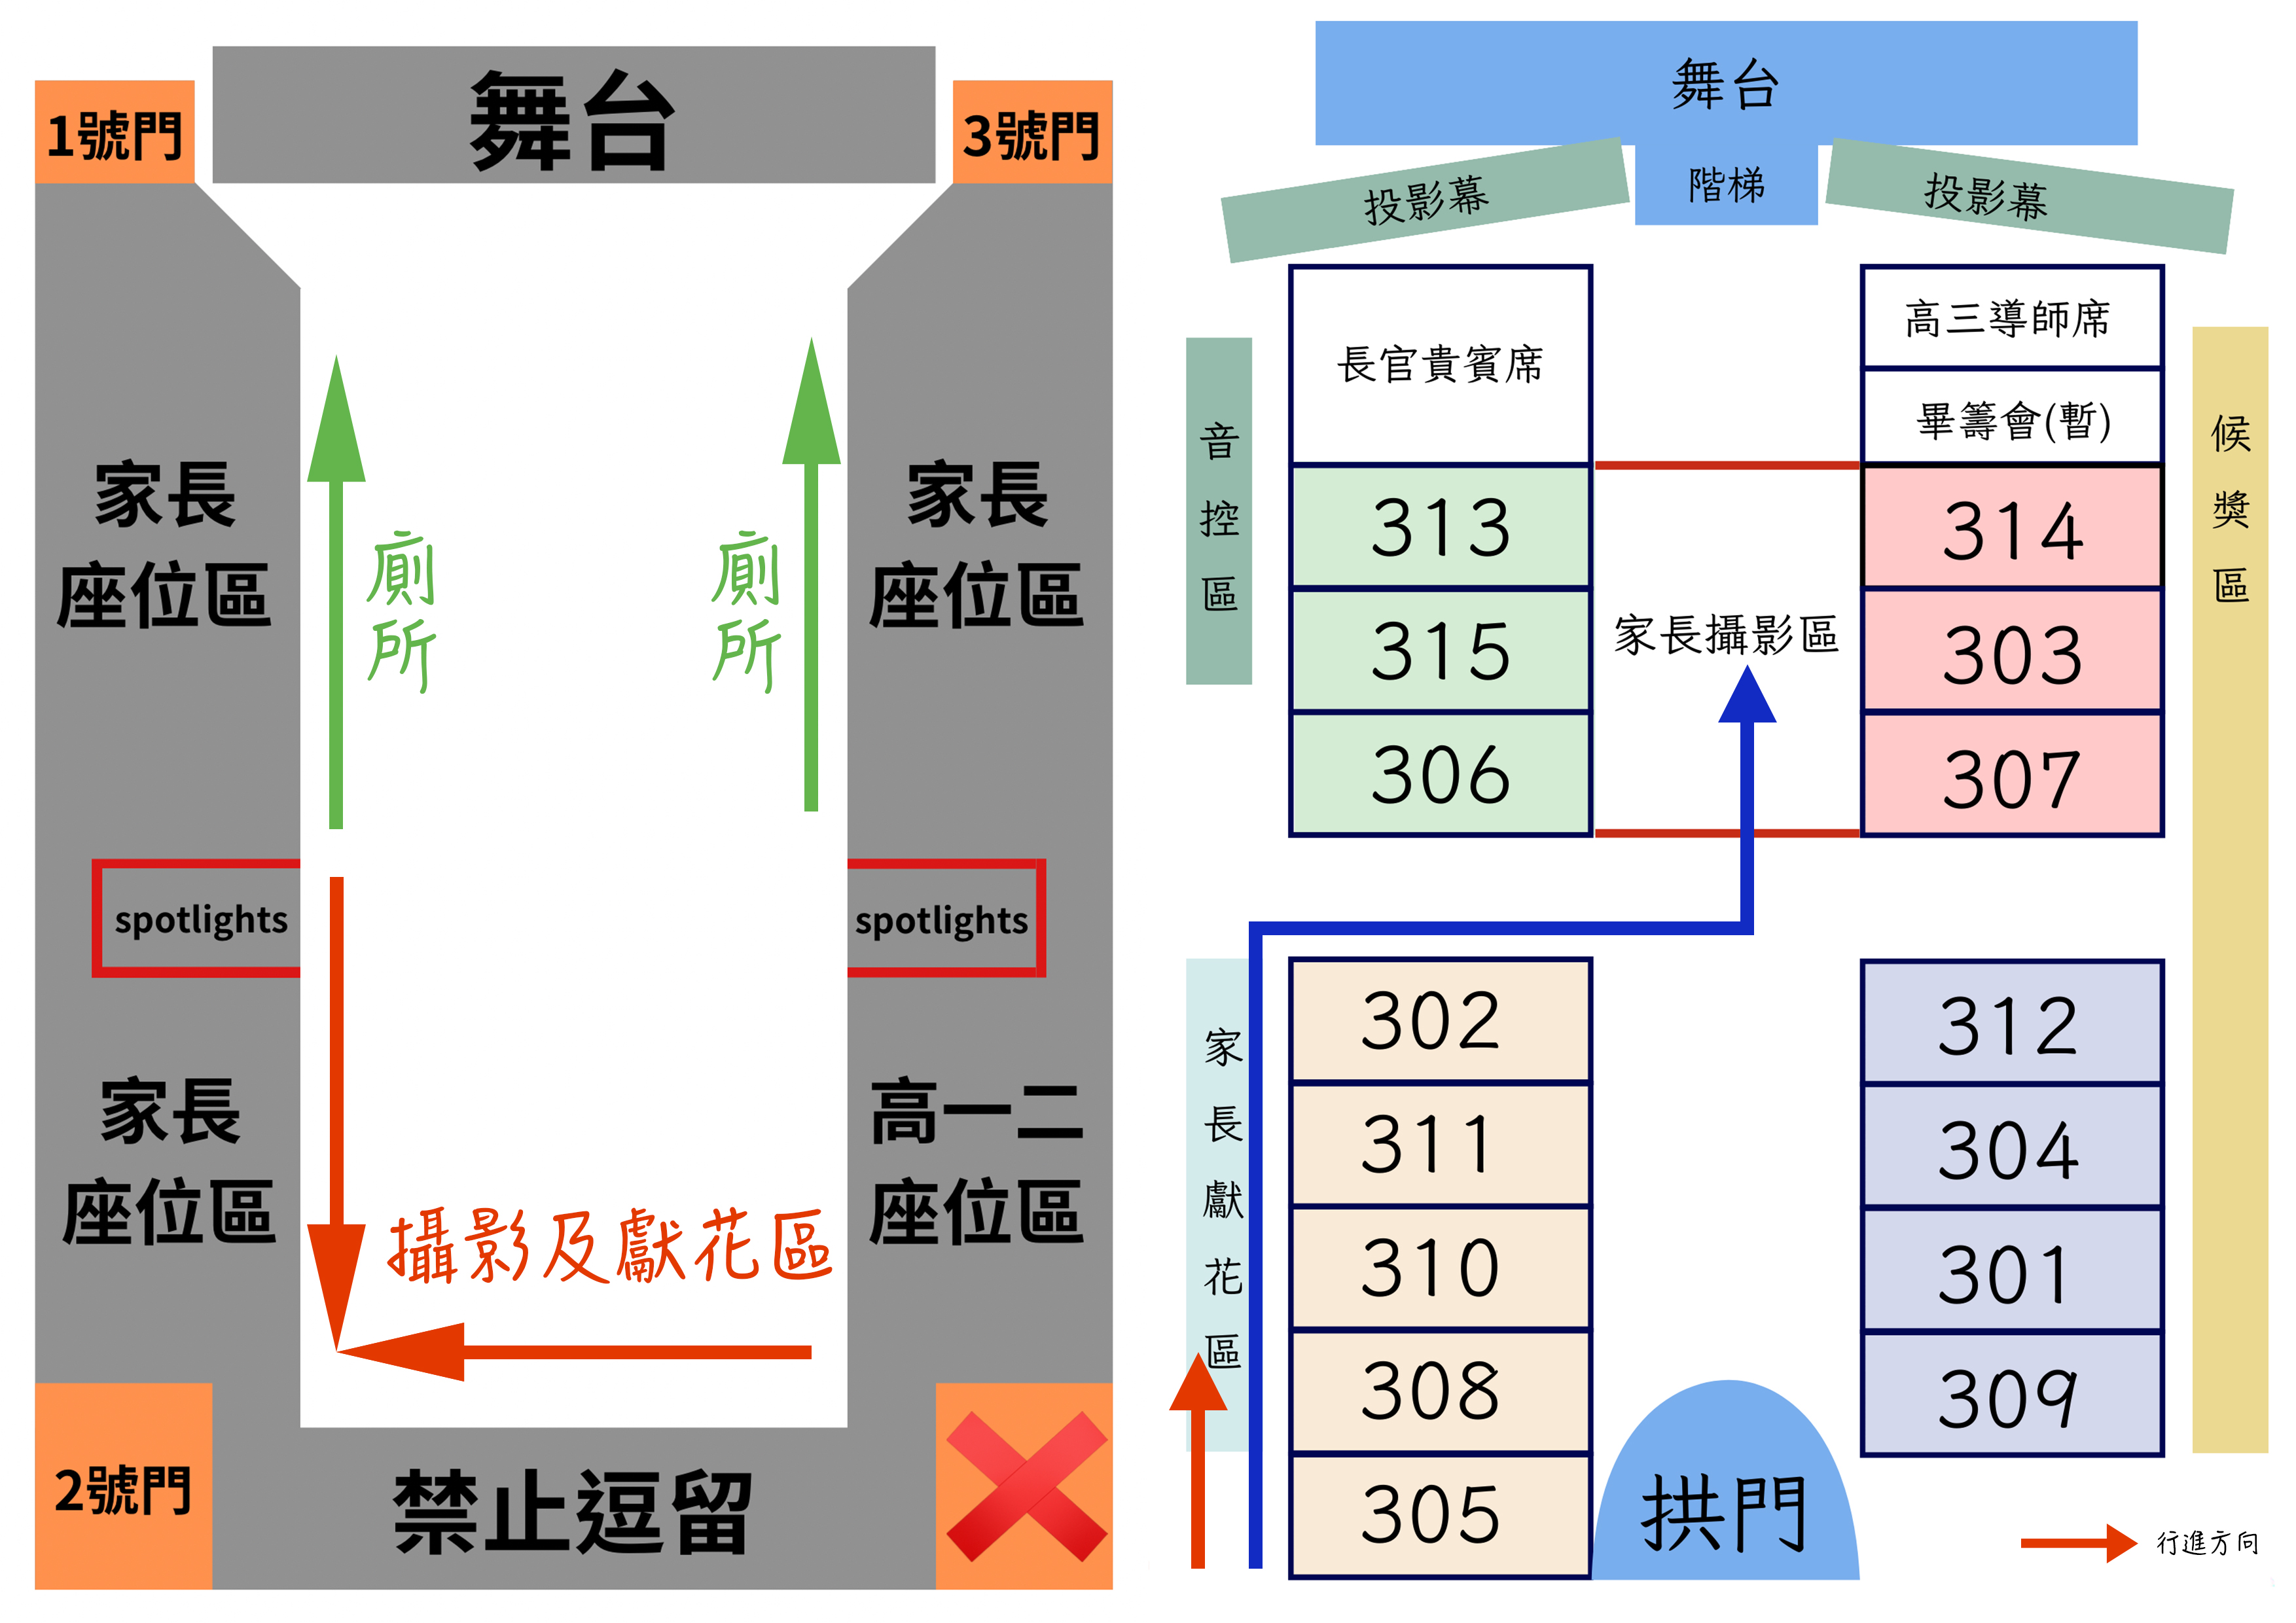 舞台
1號門
3號門
家長
座位區
廁所
廁所
家長
座位區
spotlights
spotlights
家長
座位區
攝影及獻花區
高一二
座位區
2號門
禁止逗留
舞台
階梯
投影幕
投影幕
長官貴賓席
高三導師席
畢籌會(暫)
音控區
候獎區
313
314
315
家長攝影區
303
306
307
家長獻花區
302
312
311
304
310
301
308
309
305
拱門
行進方向